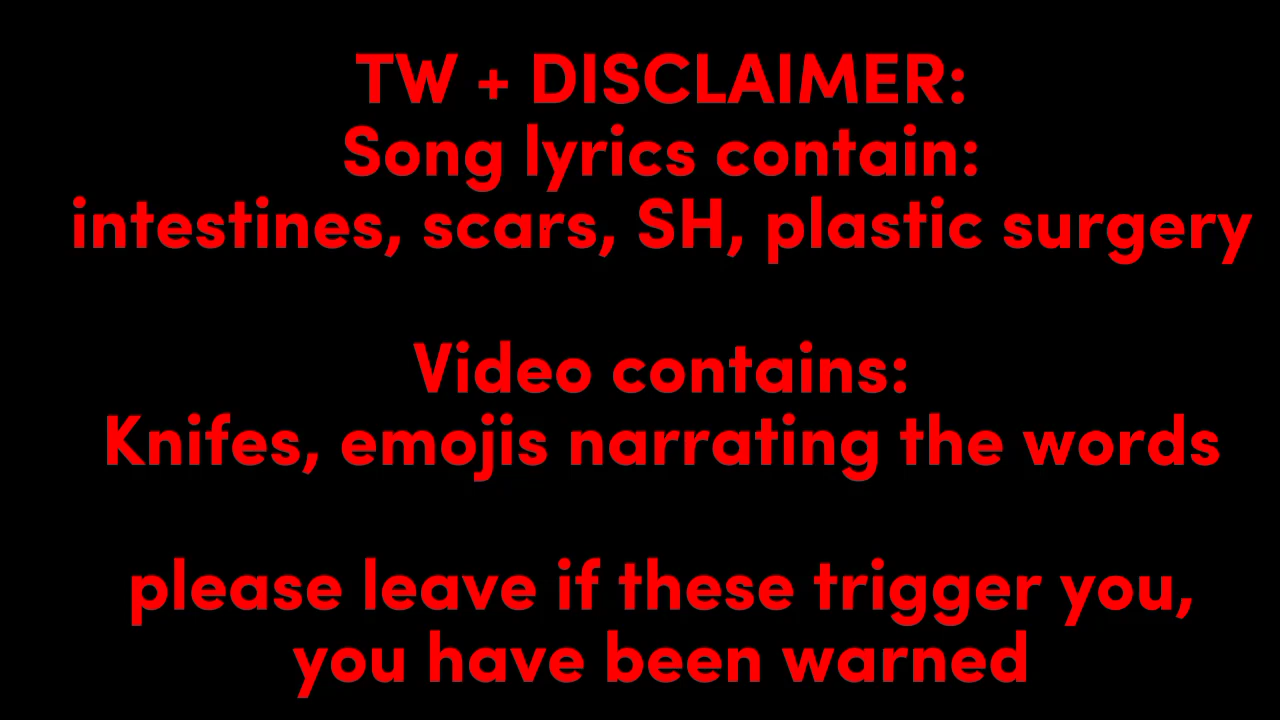 TW + DISCLAIMER:
Song lyrics contain:
intestines, scars, SH, plastic surgery
Video contains:
Knifes, emojis narrating the words
please leave if these trigger you,
you have been warned